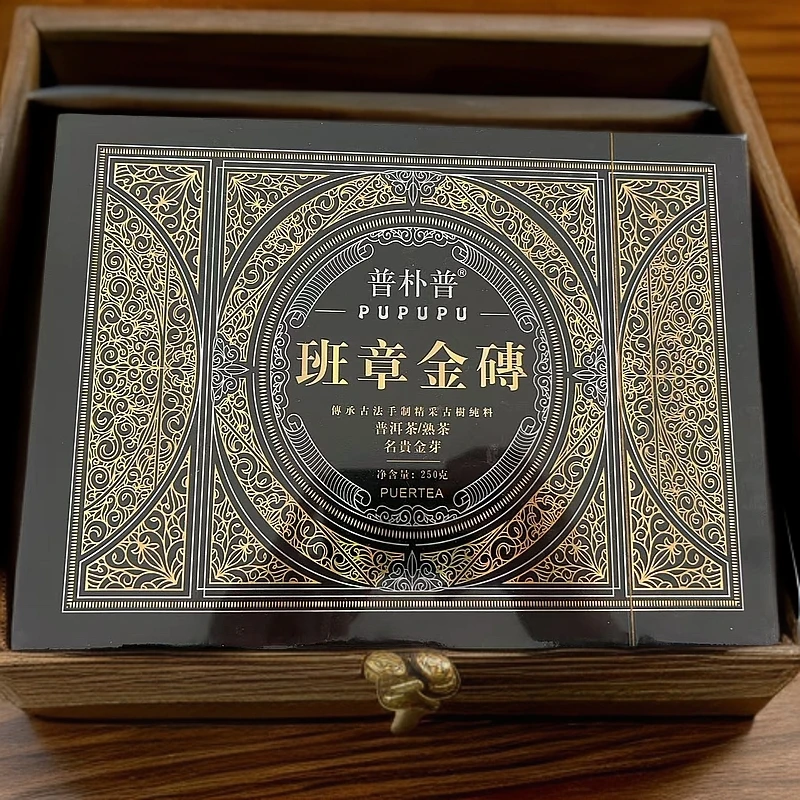 普朴普®
PUPUPU
班章金磚
傳承古法手制精采古樹純料
普洱茶/熟茶
名貴金芽
净含量: 250克
PUERTEA